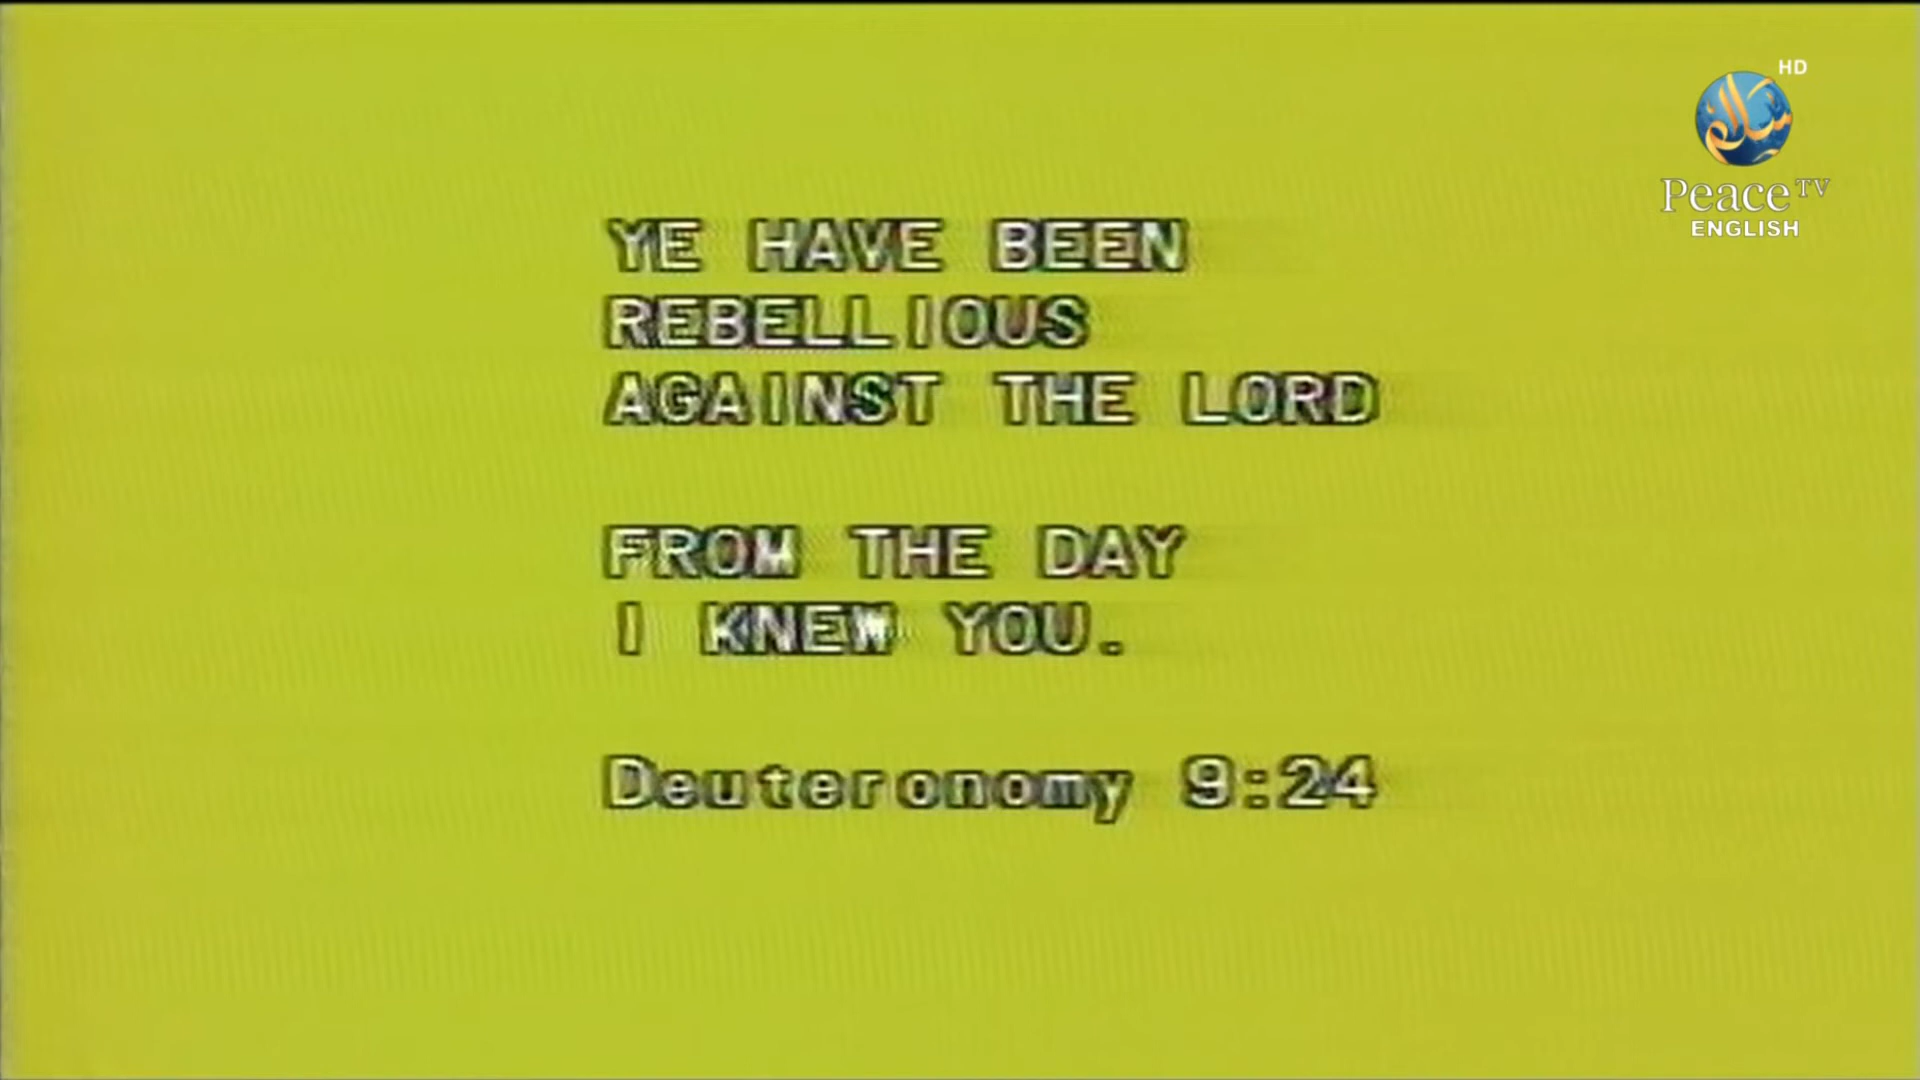 HD
سلام
Peace TV
ENGLISH
YE HAVE BEEN
REBELLIOUS
AGAINST THE LORD
FROM THE DAY
I KNEW YOU.
Deuteronomy 9:24